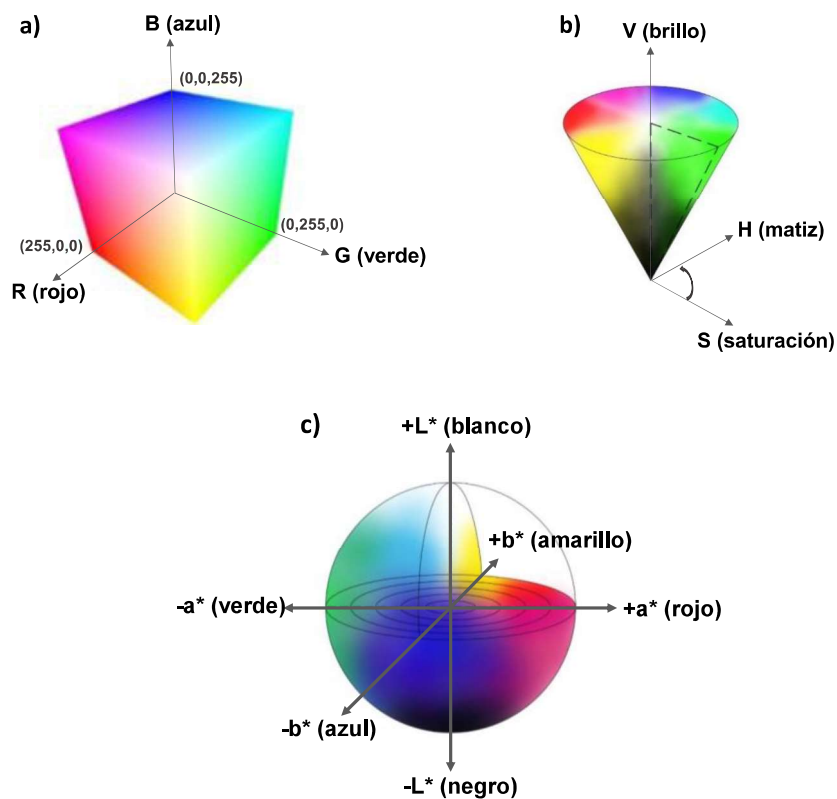 a)
B (azul)
(0,0,255)
(255,0,0)
(0,255,0)
R (rojo)
G (verde)
b)
V (brillo)
H (matiz)
S (saturación)
c)
+L* (blanco)
+b* (amarillo)
-a* (verde)
+a* (rojo)
-b* (azul)
-L* (negro)